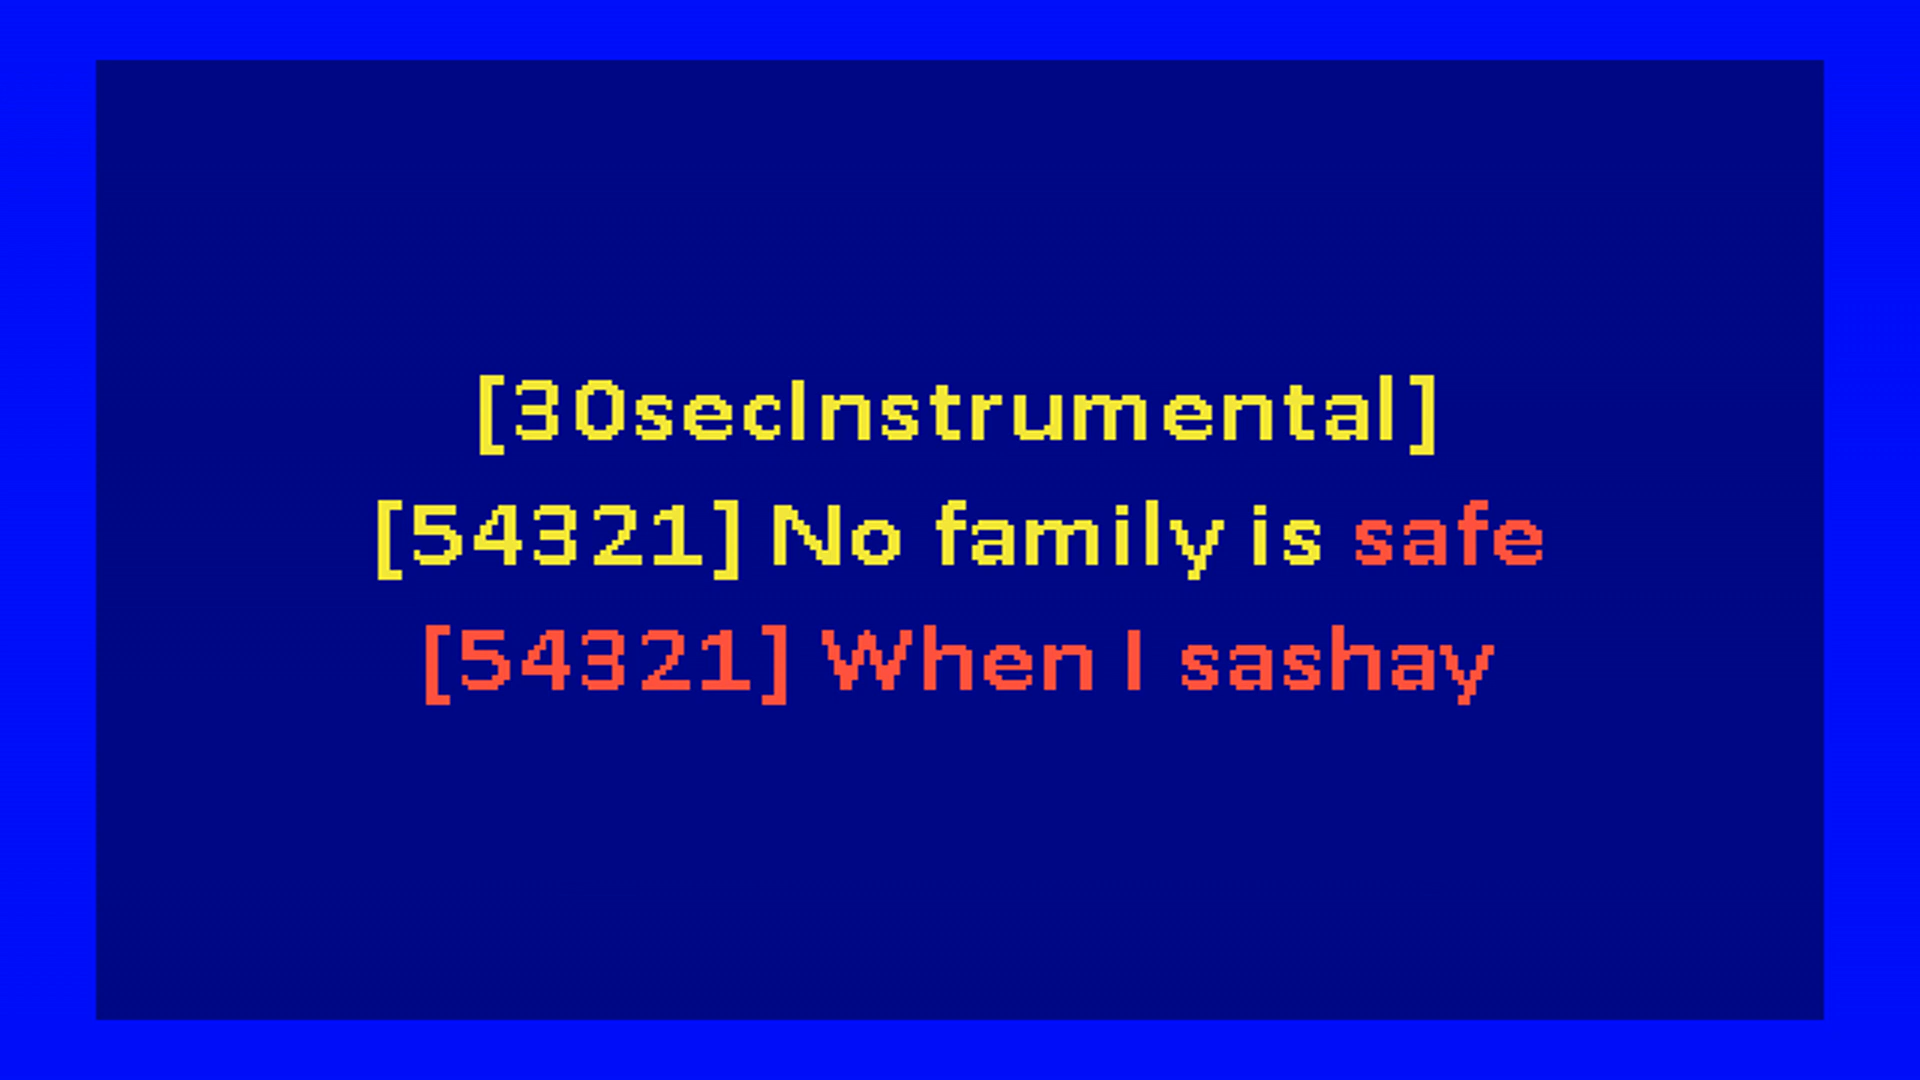 [30secInstrumental]
[54321] No family is safe
[54321] When I sashay